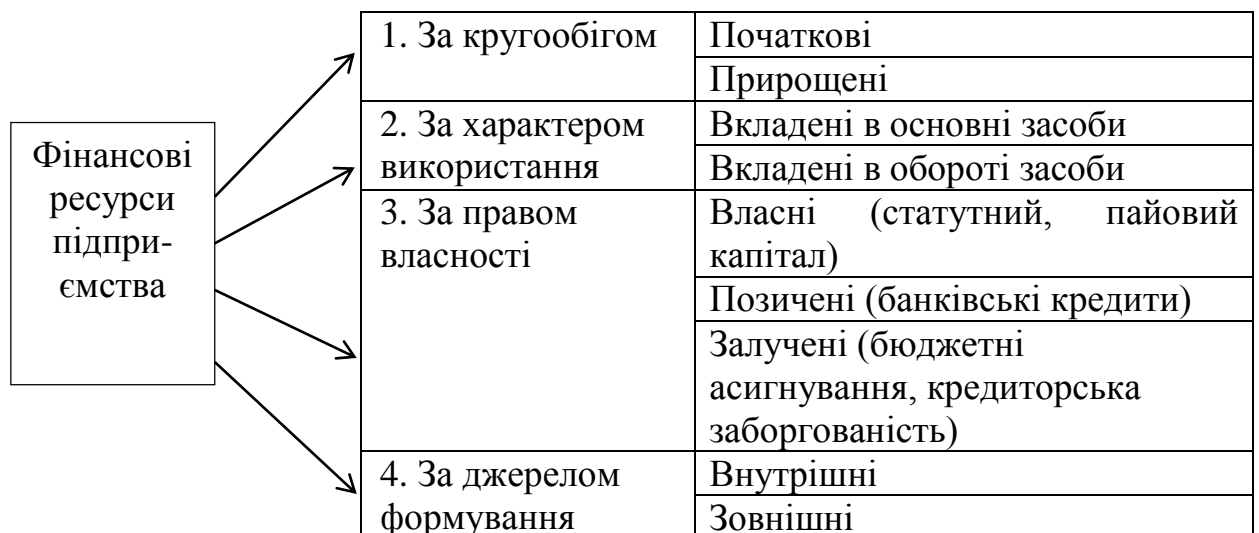 Фінансові
ресурси
підпри-
ємства
1. За кругообігом
Початкові
Прирощені
2. За характером
використання
Вкладені в основні засоби
Вкладені в обороті засоби
3. За правом
власності
Власні (статутний, пайовий
капітал)
Позичені (банківські кредити)
Залучені (бюджетні
асигнування, кредиторська
заборгованість)
4. За джерелом
формування
Внутрішні
Зовнішні